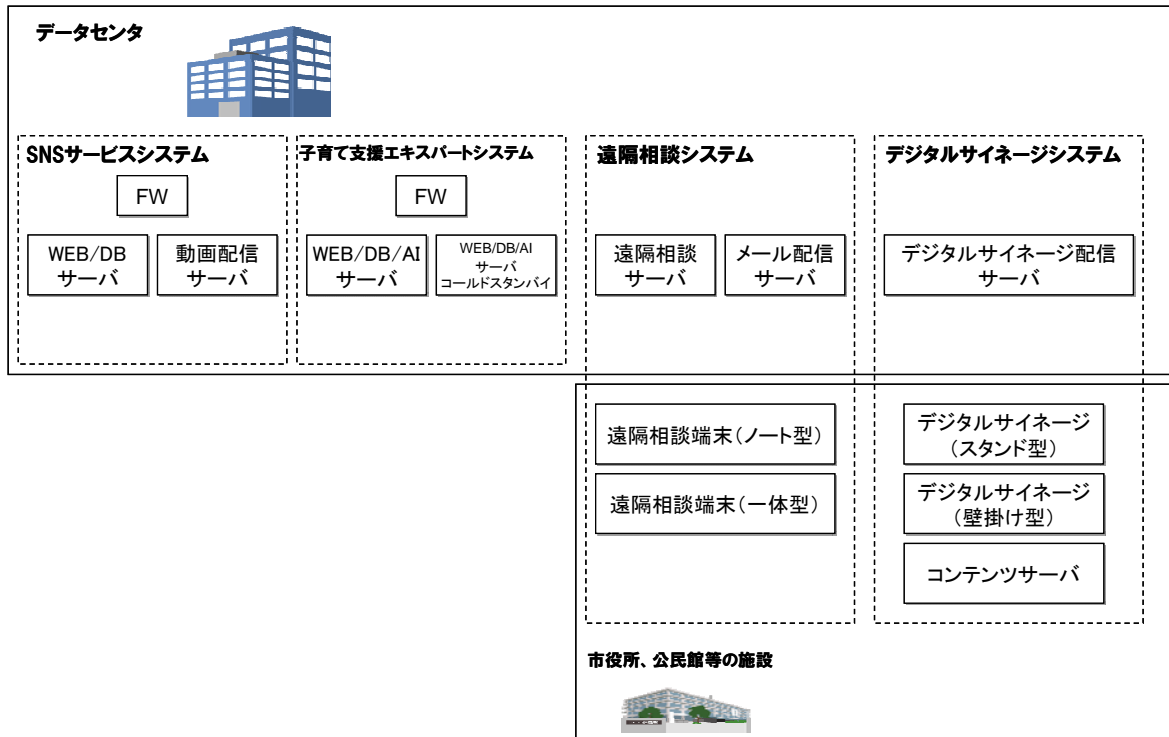 データセンタ
SNSサービスシステム
FW
WEB/DB
サーバ
動画配信
サーバ
子育て支援エキスパートシステム
FW
WEB/DB/AI
サーバ
WEB/DB/AI
サーバ
コールドスタンバイ
遠隔相談システム
遠隔相談
サーバ
メール配信
サーバ
デジタルサイネージシステム
デジタルサイネージ配信
サーバ
遠隔相談端末(ノート型)
遠隔相談端末(一体型)
デジタルサイネージ
(スタンド型)
デジタルサイネージ
(壁掛け型)
コンテンツサーバ
市役所、公民館等の施設